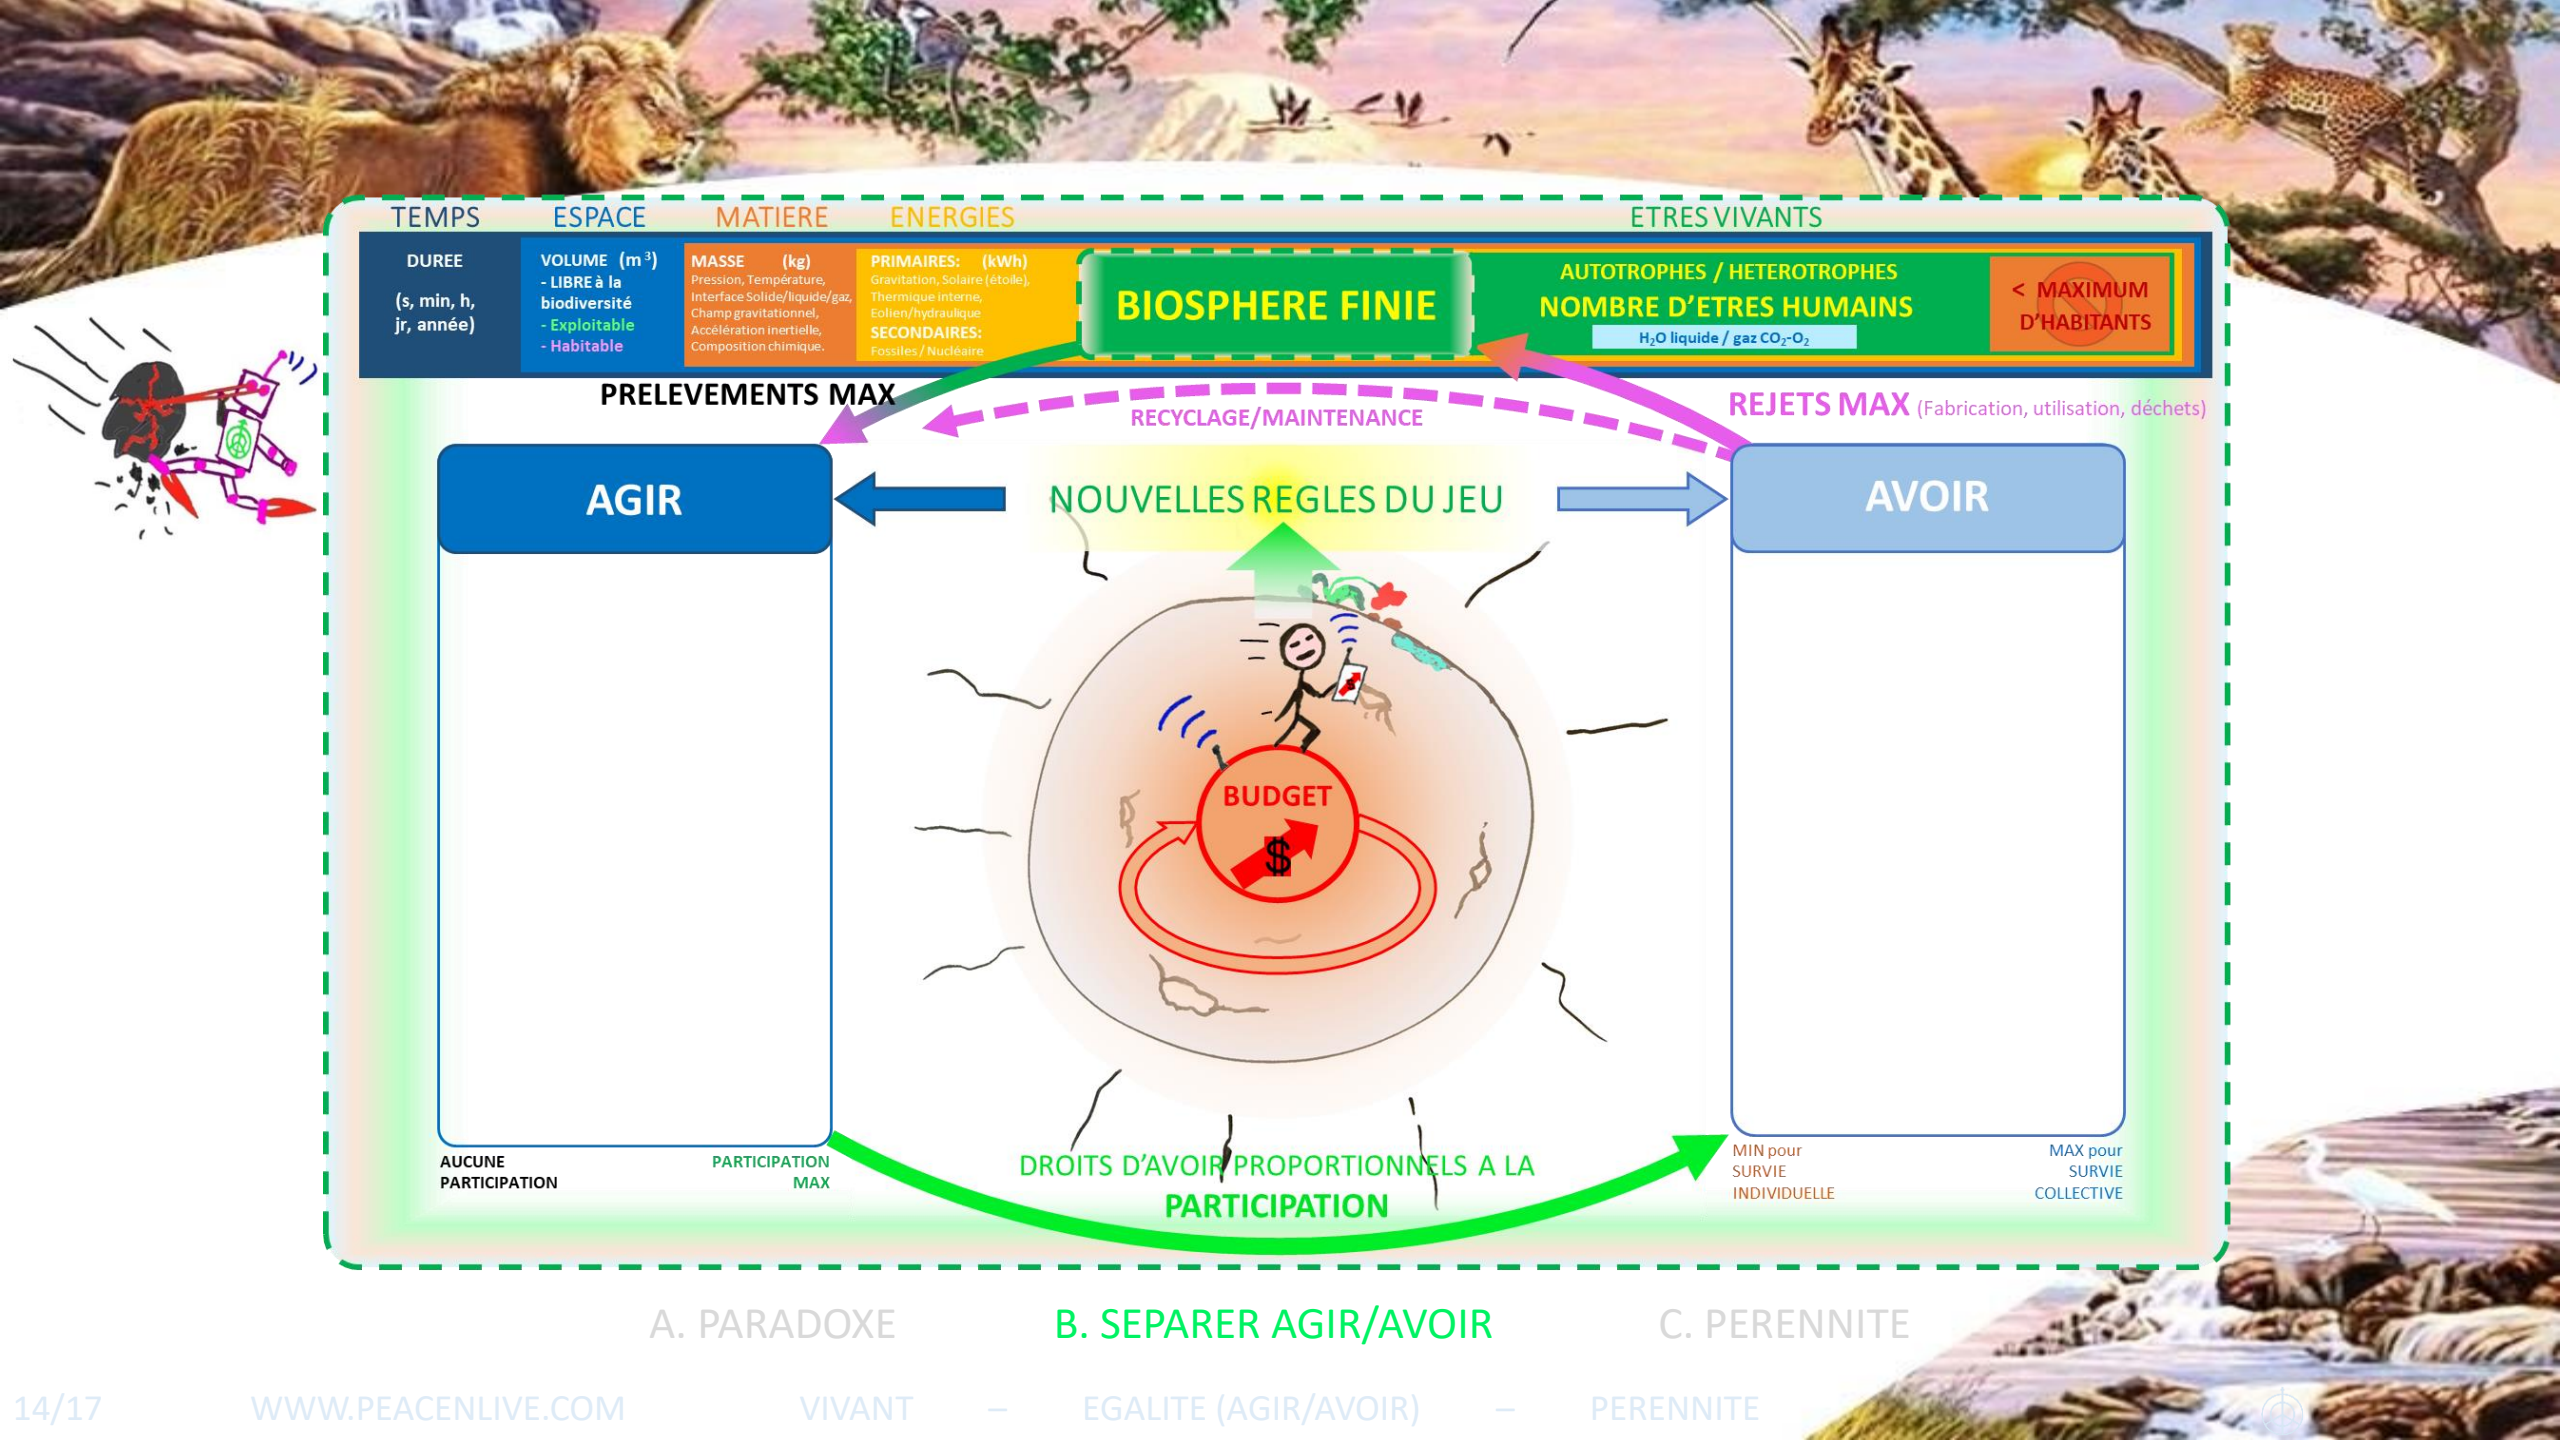 TEMPS
ESPACE
MATIERE
ENERGIES
ETRES VIVANTS
DUREE
(s, min, h,
jr, année)
VOLUME (m³)
- LIBRE à la
biodiversité
- Exploitable
- Habitable
MASSE (kg)
Pression, Température,
Interface Solide/liquide/gaz,
Champ gravitationnel,
Accélération inertielle,
Composition chimique.
PRIMAIRES: (kWh)
Gravitation, Solaire (étoile),
Thermique interne,
Eolien/hydraulique
SECONDAIRES:
Fossiles / Nucléaire
BIOSPHERE FINIE
AUTOTROPHES / HETEROTROPHES
NOMBRE D'ETRES HUMAINS
H₂O liquide / gaz CO₂-O₂
< MAXIMUM
D'HABITANTS
PRELEVEMENTS MAX
RECYCLAGE/MAINTENANCE
REJETS MAX (Fabrication, utilisation, déchets)
AGIR
NOUVELLES REGLES DU JEU
AVOIR
$
BUDGET
$
AUCUNE
PARTICIPATION
PARTICIPATION
MAX
DROITS D'AVOIR PROPORTIONNELS A LA
PARTICIPATION
MIN pour
SURVIE
INDIVIDUELLE
MAX pour
SURVIE
COLLECTIVE
A. PARADOXE
B. SEPARER AGIR/AVOIR
C. PERENNITE
14/17
WWW.PEACENLIVE.COM
VIVANT – EGALITE (AGIR/AVOIR) – PERENNITE